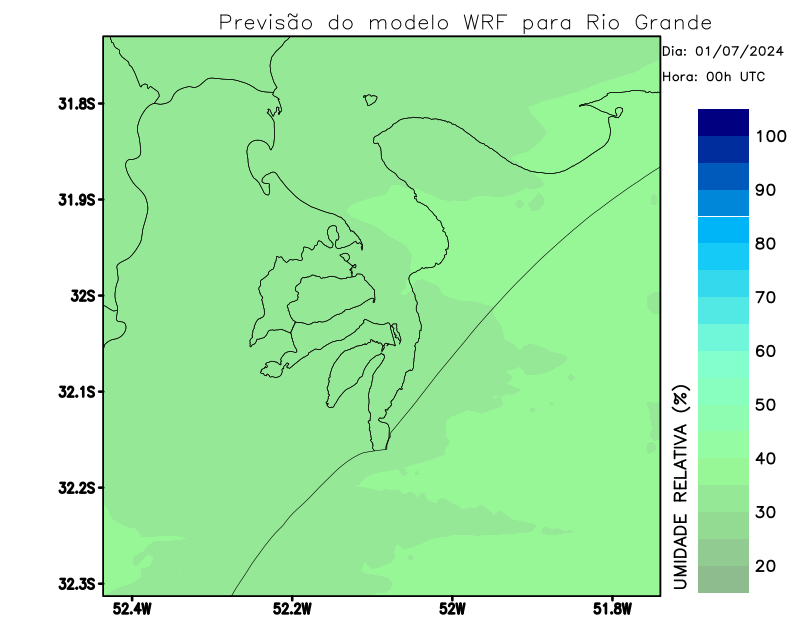 Previsão do modelo WRF para Rio Grande
Dia: 01/07/2024
Hora: 00h UTC
31.8S
31.9S
32S
32.1S
32.2S
32.3S
52.4W
52.2W
52W
51.8W
UMIDADE RELATIVA (%)
100
90
80
70
60
50
40
30
20